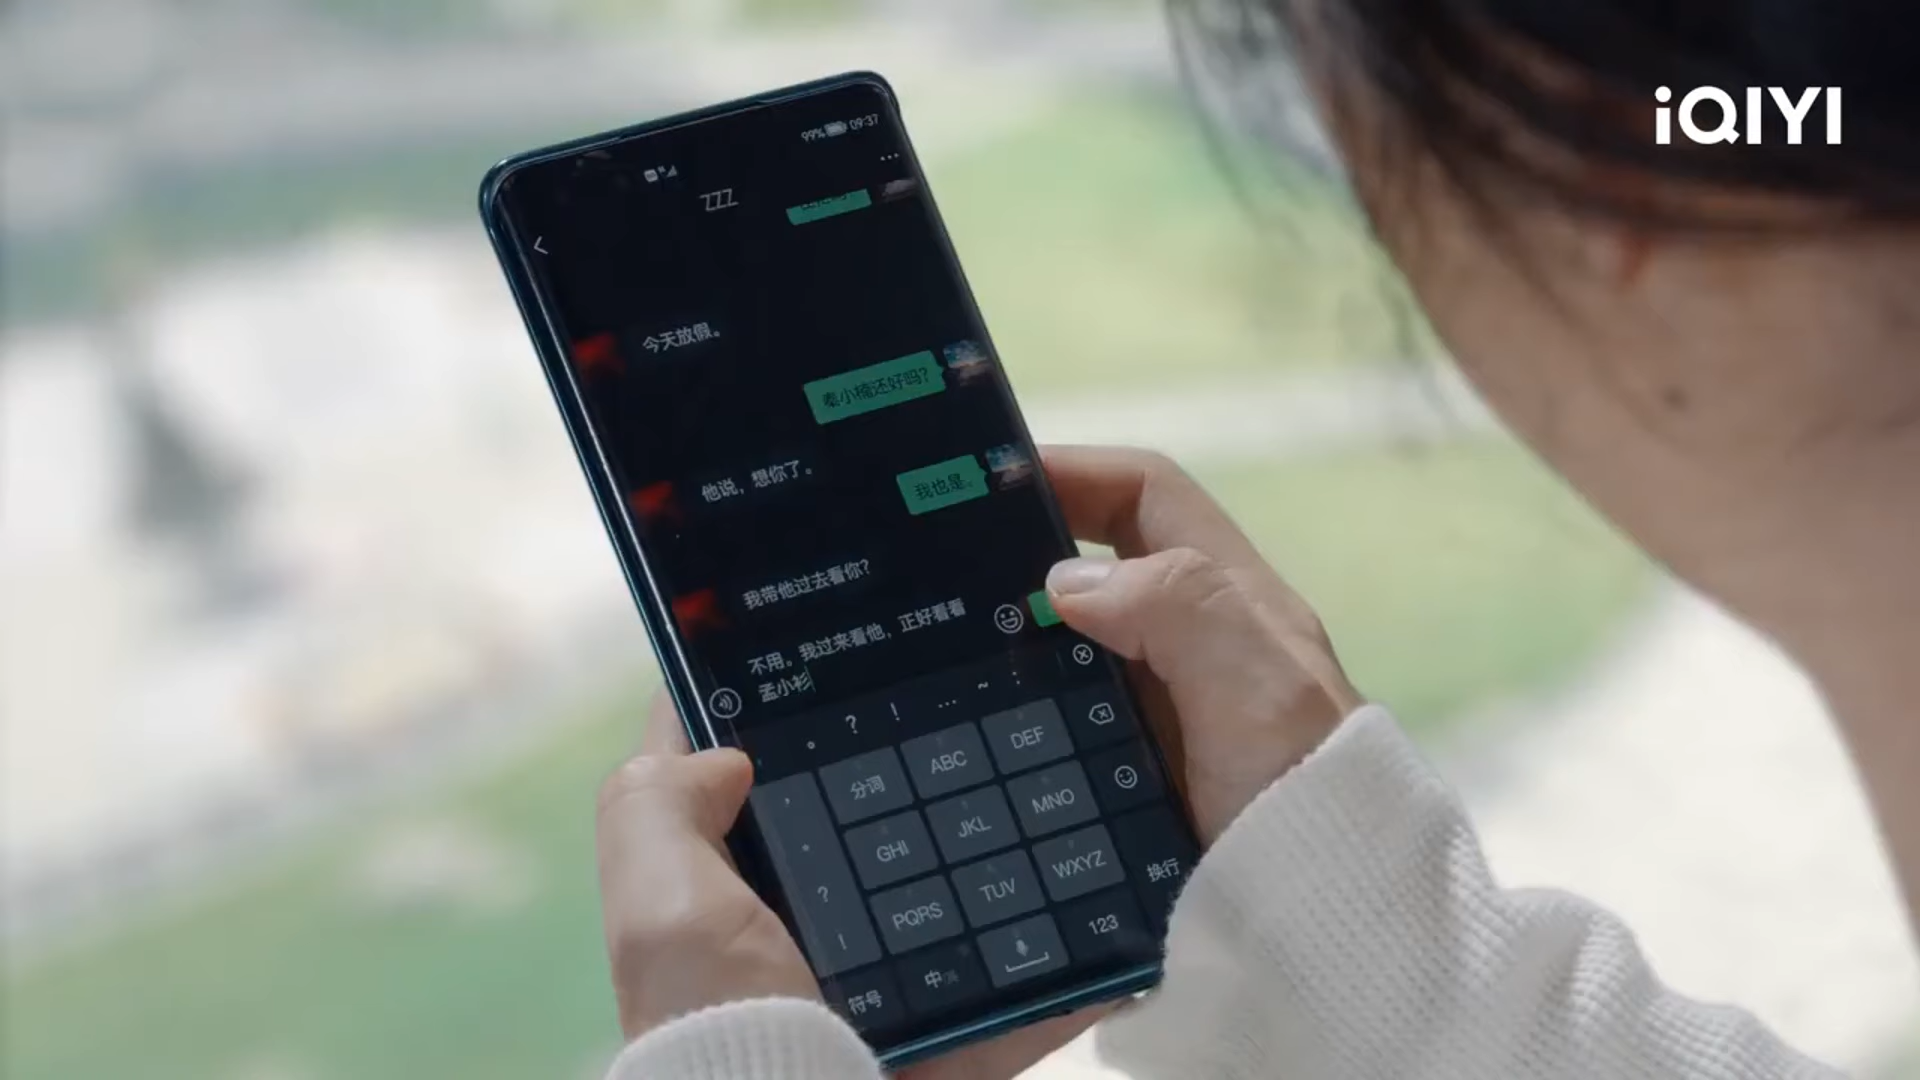 iQIYI
99% 09:37
ZZZ
今天放假。
秦小楠还好吗?
他说,想你了。
我也是。
我带他过去看你?
不用。我过来看他,正好看看
孟小衫
。 ? ! … ~ :
, 分词 ABC DEF
。 GHI JKL MNO
? PQRS TUV WXYZ 换行
!
符号 中 123